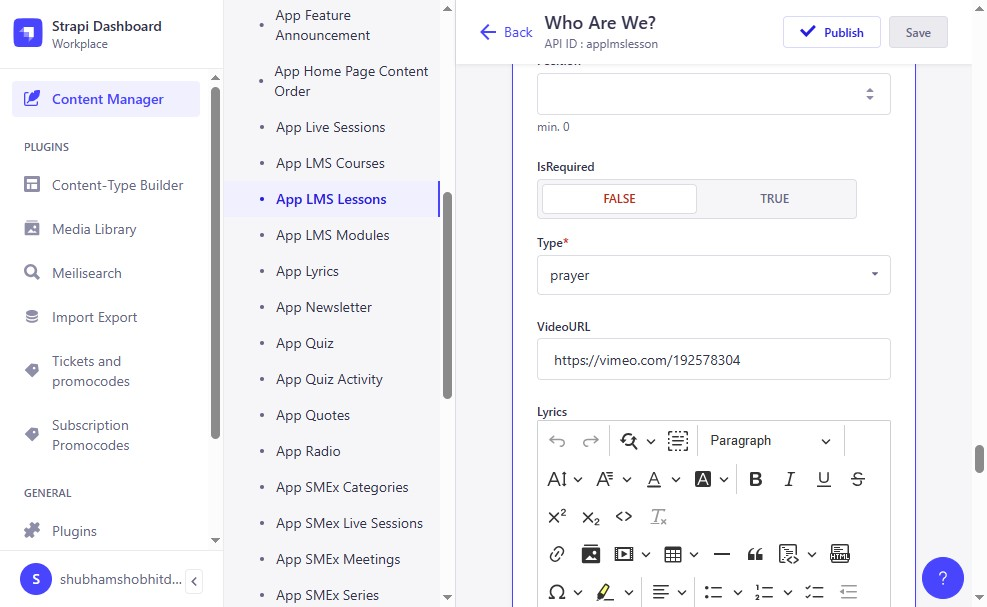 Strapi Dashboard
Workplace
Content Manager
PLUGINS
Content-Type Builder
Media Library
Meilisearch
Import Export
Tickets and
promocodes
Subscription
Promocodes
GENERAL
Plugins
S
shubhamshobhitd...
App Feature
Announcement
App Home Page Content
Order
App Live Sessions
App LMS Courses
App LMS Lessons
App LMS Modules
App Lyrics
App Newsletter
App Quiz
App Quiz Activity
App Quotes
App Radio
App SMEx Categories
App SMex Live Sessions
App SMEx Meetings
App SMEx Series
Back
Who Are We?
API ID : applmslesson
Publish
Save
Position
min. 0
IsRequired
FALSE
TRUE
Type*
prayer
VideoURL
https://vimeo.com/192578304
Lyrics
Paragraph
?